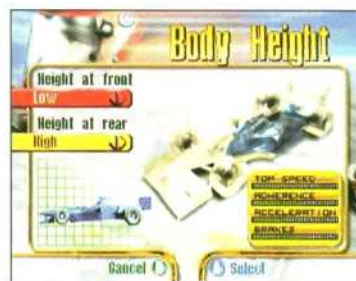 Body Height
Height at front
Low
Height at rear
High
TOP SPEED
ADHERENCE
ACCELERATION
BRAKES
Cancel
Select